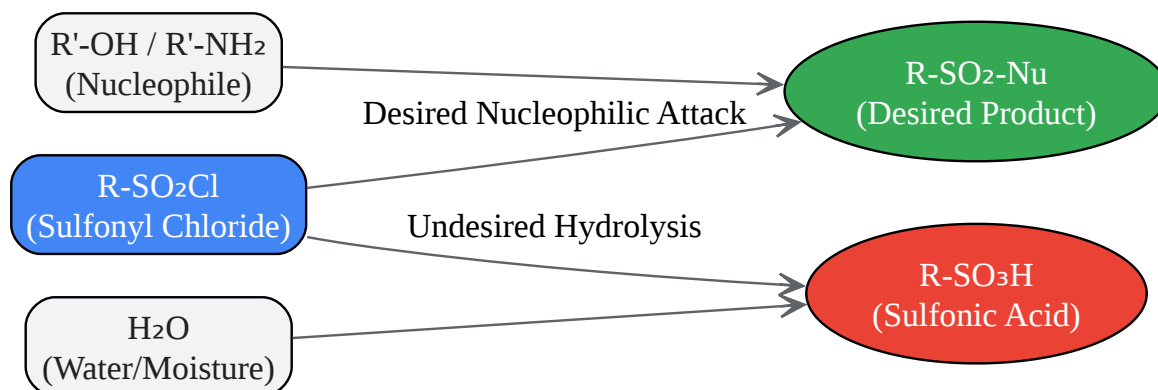 R'-OH / R'-NH₂
(Nucleophile)
R-SO₂-Nu
(Desired Product)
Desired Nucleophilic Attack
R-SO₂Cl
(Sulfonyl Chloride)
Undesired Hydrolysis
R-SO₃H
(Sulfonic Acid)
H₂O
(Water/Moisture)